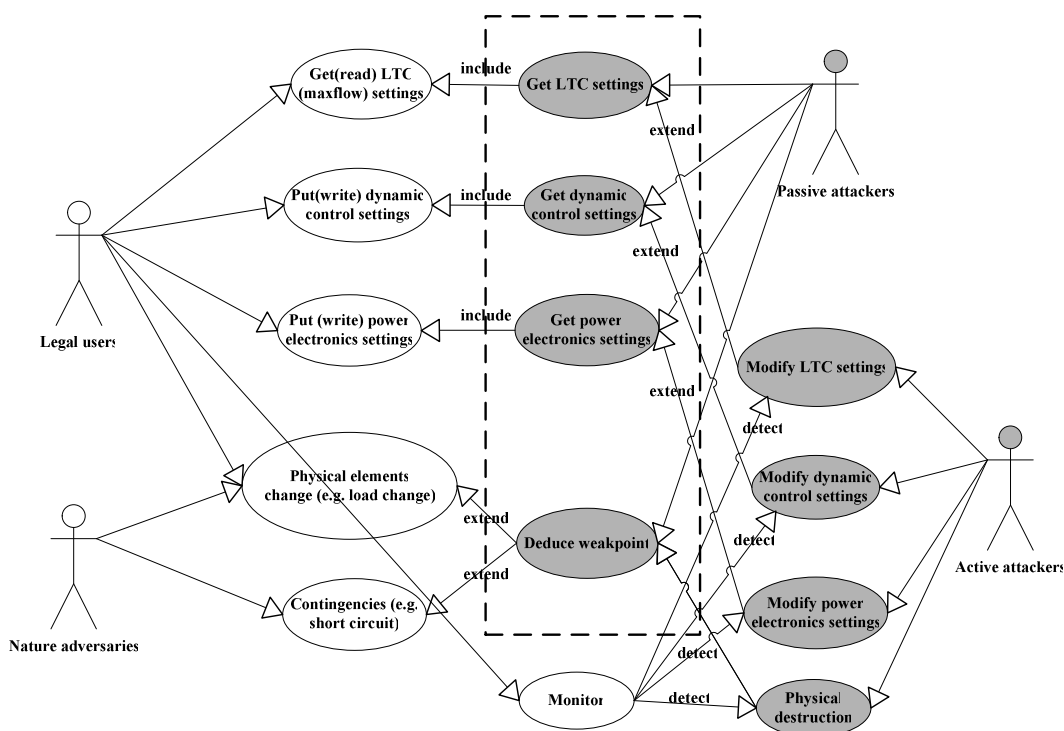 Get(read) LTC
(maxflow) settings
include
Get LTC settings
extend
Passive attackers
Put(write) dynamic
control settings
include
Get dynamic
control settings
extend
Legal users
Put (write) power
electronics settings
include
Get power
electronics settings
extend
Modify LTC settings
detect
Physical elements
change (e.g. load change)
extend
Deduce weakpoint
extend
Modify dynamic
control settings
detect
Active attackers
Nature adversaries
Contingencies (e.g.
short circuit)
Modify power
electronics settings
detect
Monitor
detect
Physical
destruction